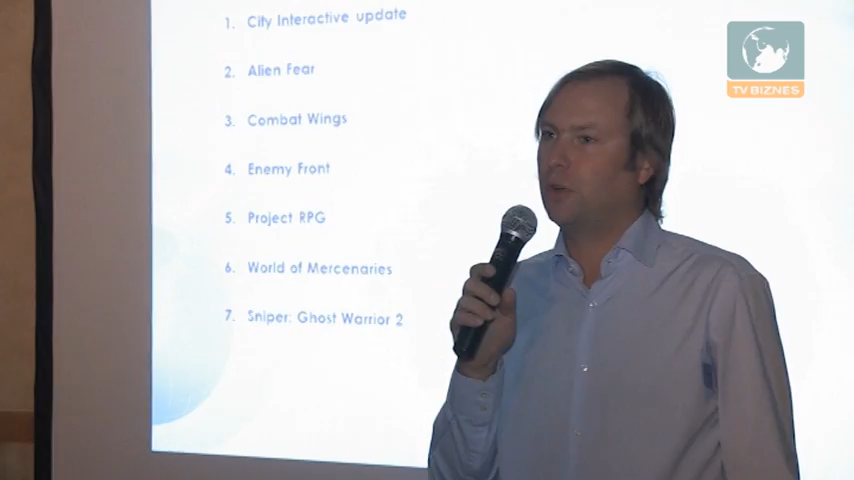 1. City Interactive update
2. Alien Fear
3. Combat Wings
4. Enemy Front
5. Project RPG
6. World of Mercenaries
7. Sniper: Ghost Warrior 2
TV BIZNES